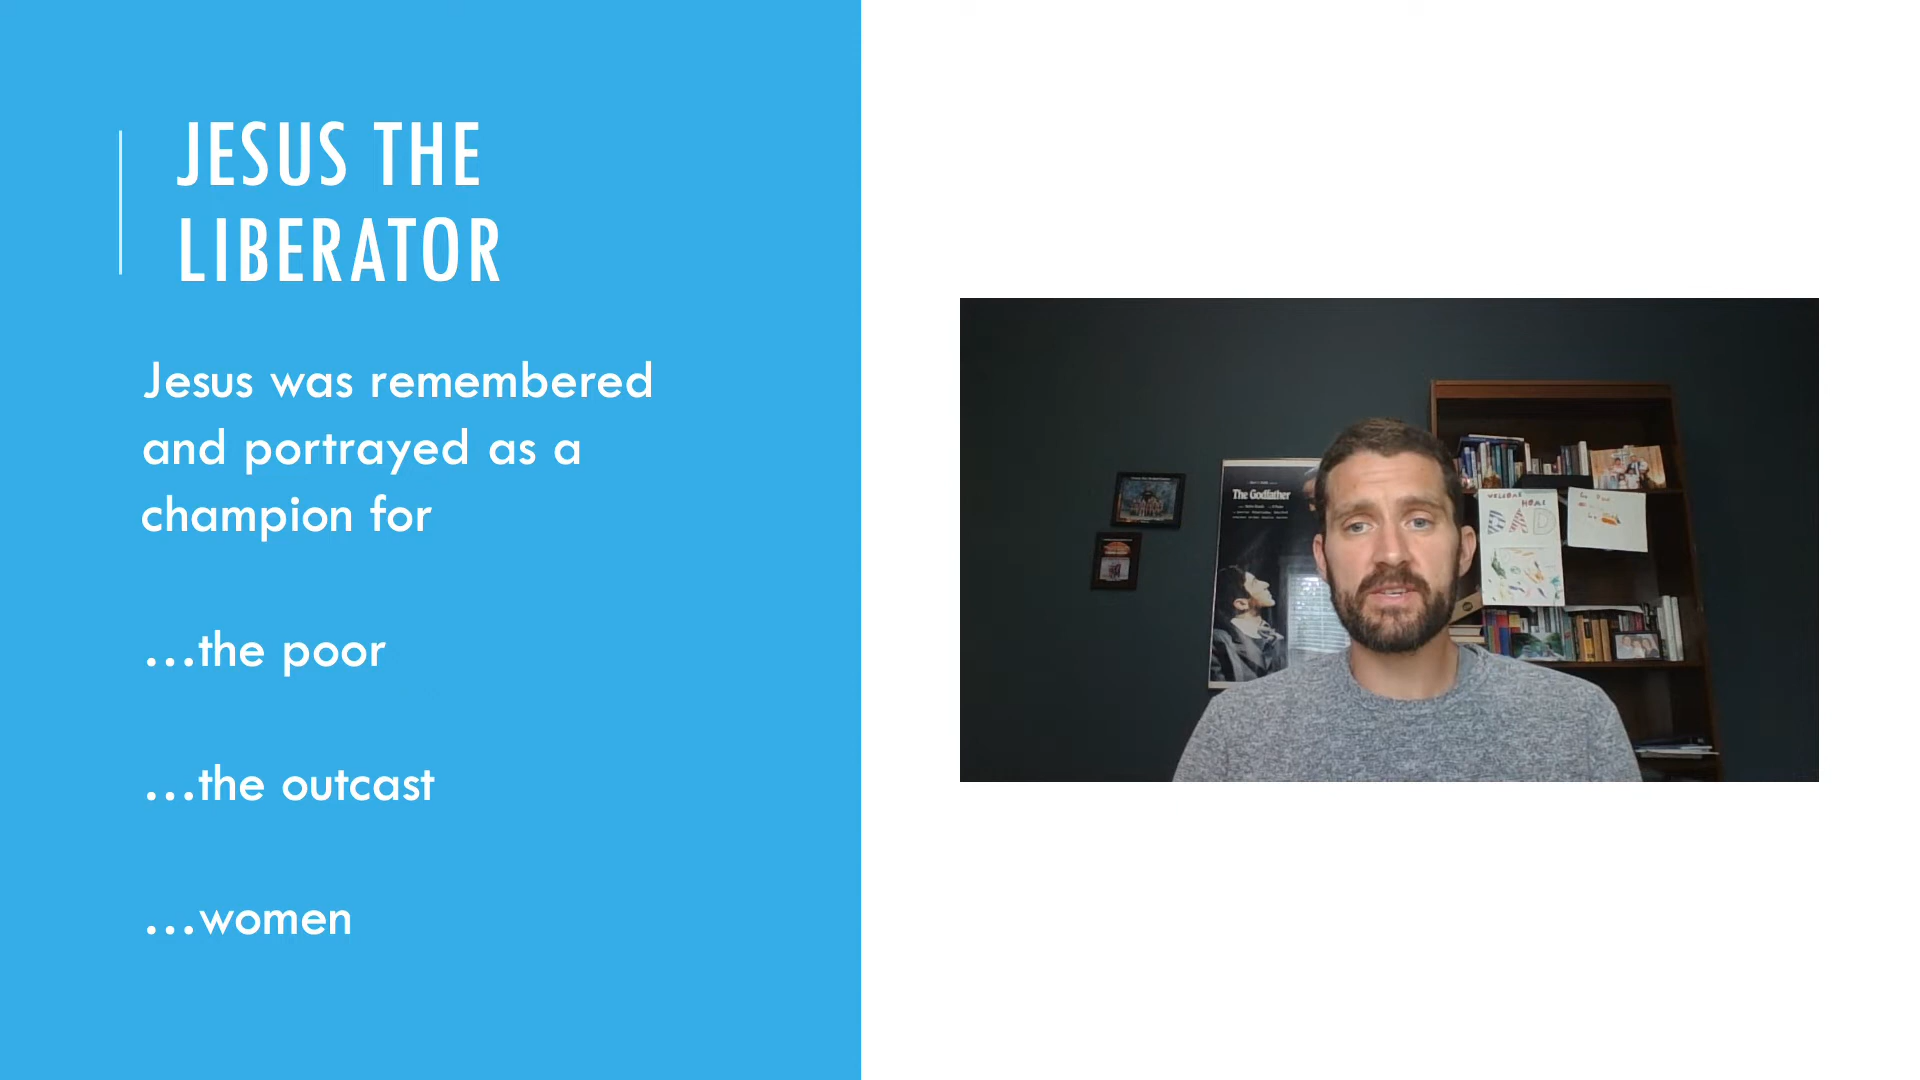 JESUS THE
LIBERATOR
Jesus was remembered
and portrayed as a
champion for
…the poor
…the outcast
…women
The Godfather
WELCOME
HOME
DAD